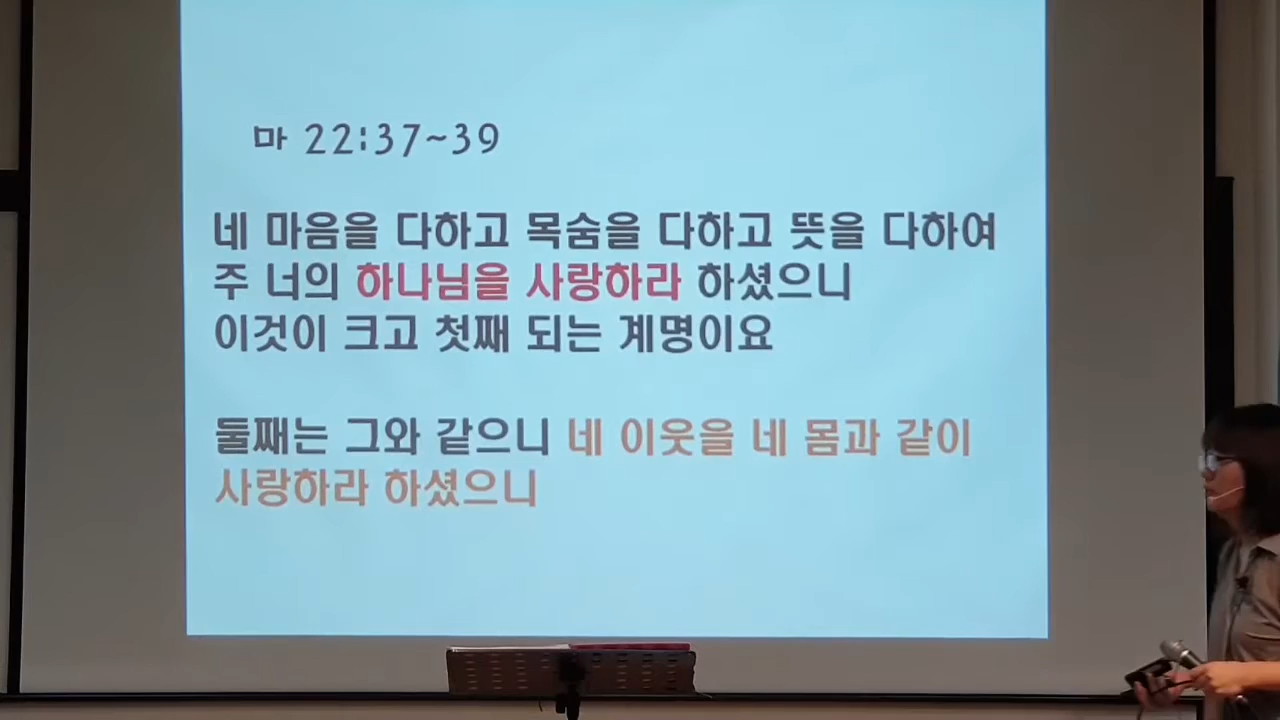 마 22:37~39
네 마음을 다하고 목숨을 다하고 뜻을 다하여
주 너의 하나님을 사랑하라 하셨으니
이것이 크고 첫째 되는 계명이요
둘째는 그와 같으니 네 이웃을 네 몸과 같이
사랑하라 하셨으니